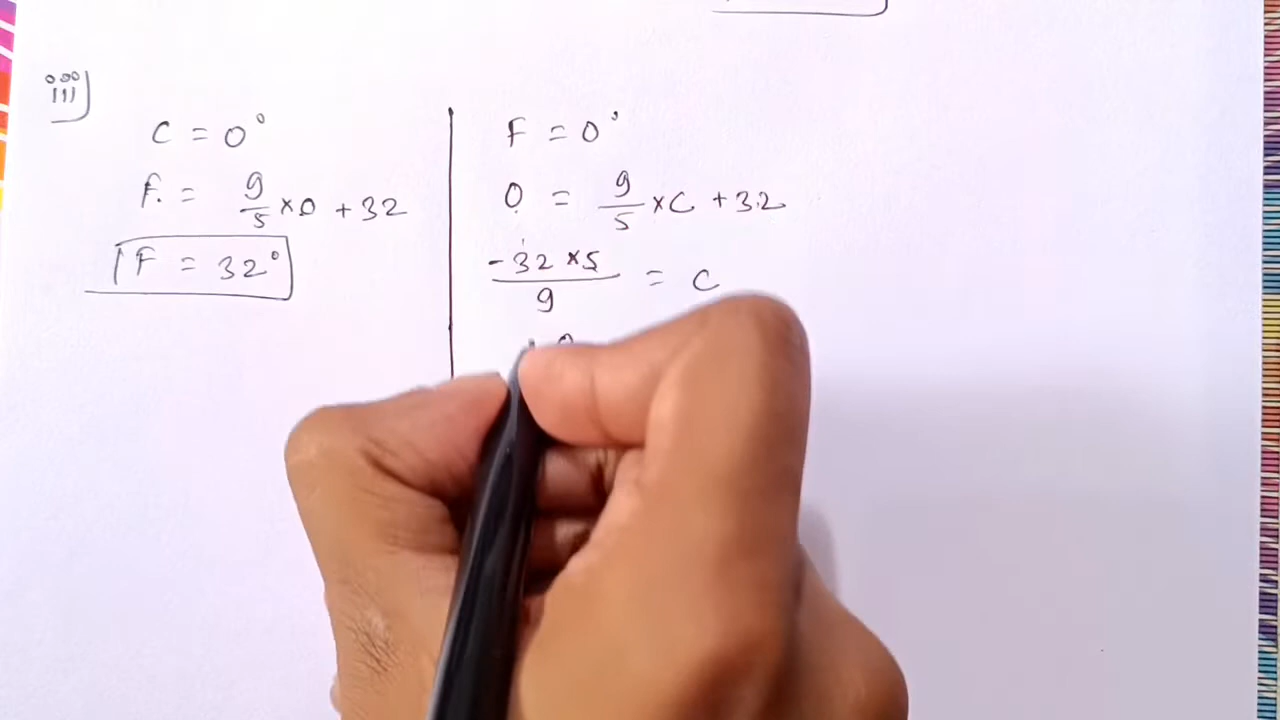 iii)
C = 0°
F. = 9/5 × 0 + 32
F = 32°
F = 0°
0 = 9/5 × C + 32
-32 × 5 / 9 = C